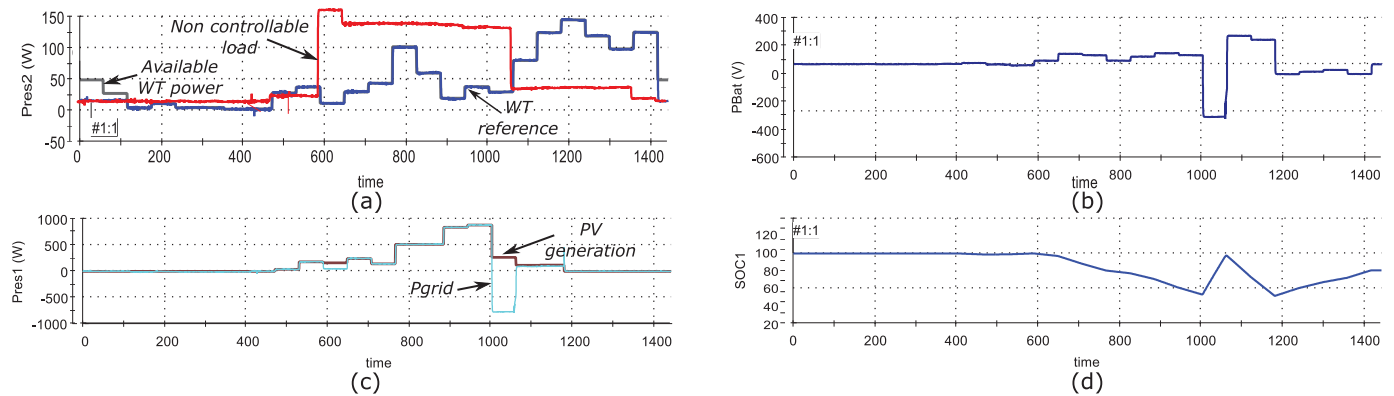 150
100
50
0
-50
Pres2 (W)
Non controllable
load
Available
WT power
WT
reference
#1:1
0 200 400 600 800 1000 1200 1400
time
(a)
600
400
200
0
-200
-400
-600
PBat (V)
#1:1
0 200 400 600 800 1000 1200 1400
time
(b)
1000
500
0
-500
-1000
Pres1 (W)
PV
generation
Pgrid
0 200 400 600 800 1000 1200 1400
time
(c)
#1:1
120
100
80
60
40
20
SOC1
0 200 400 600 800 1000 1200 1400
time
(d)